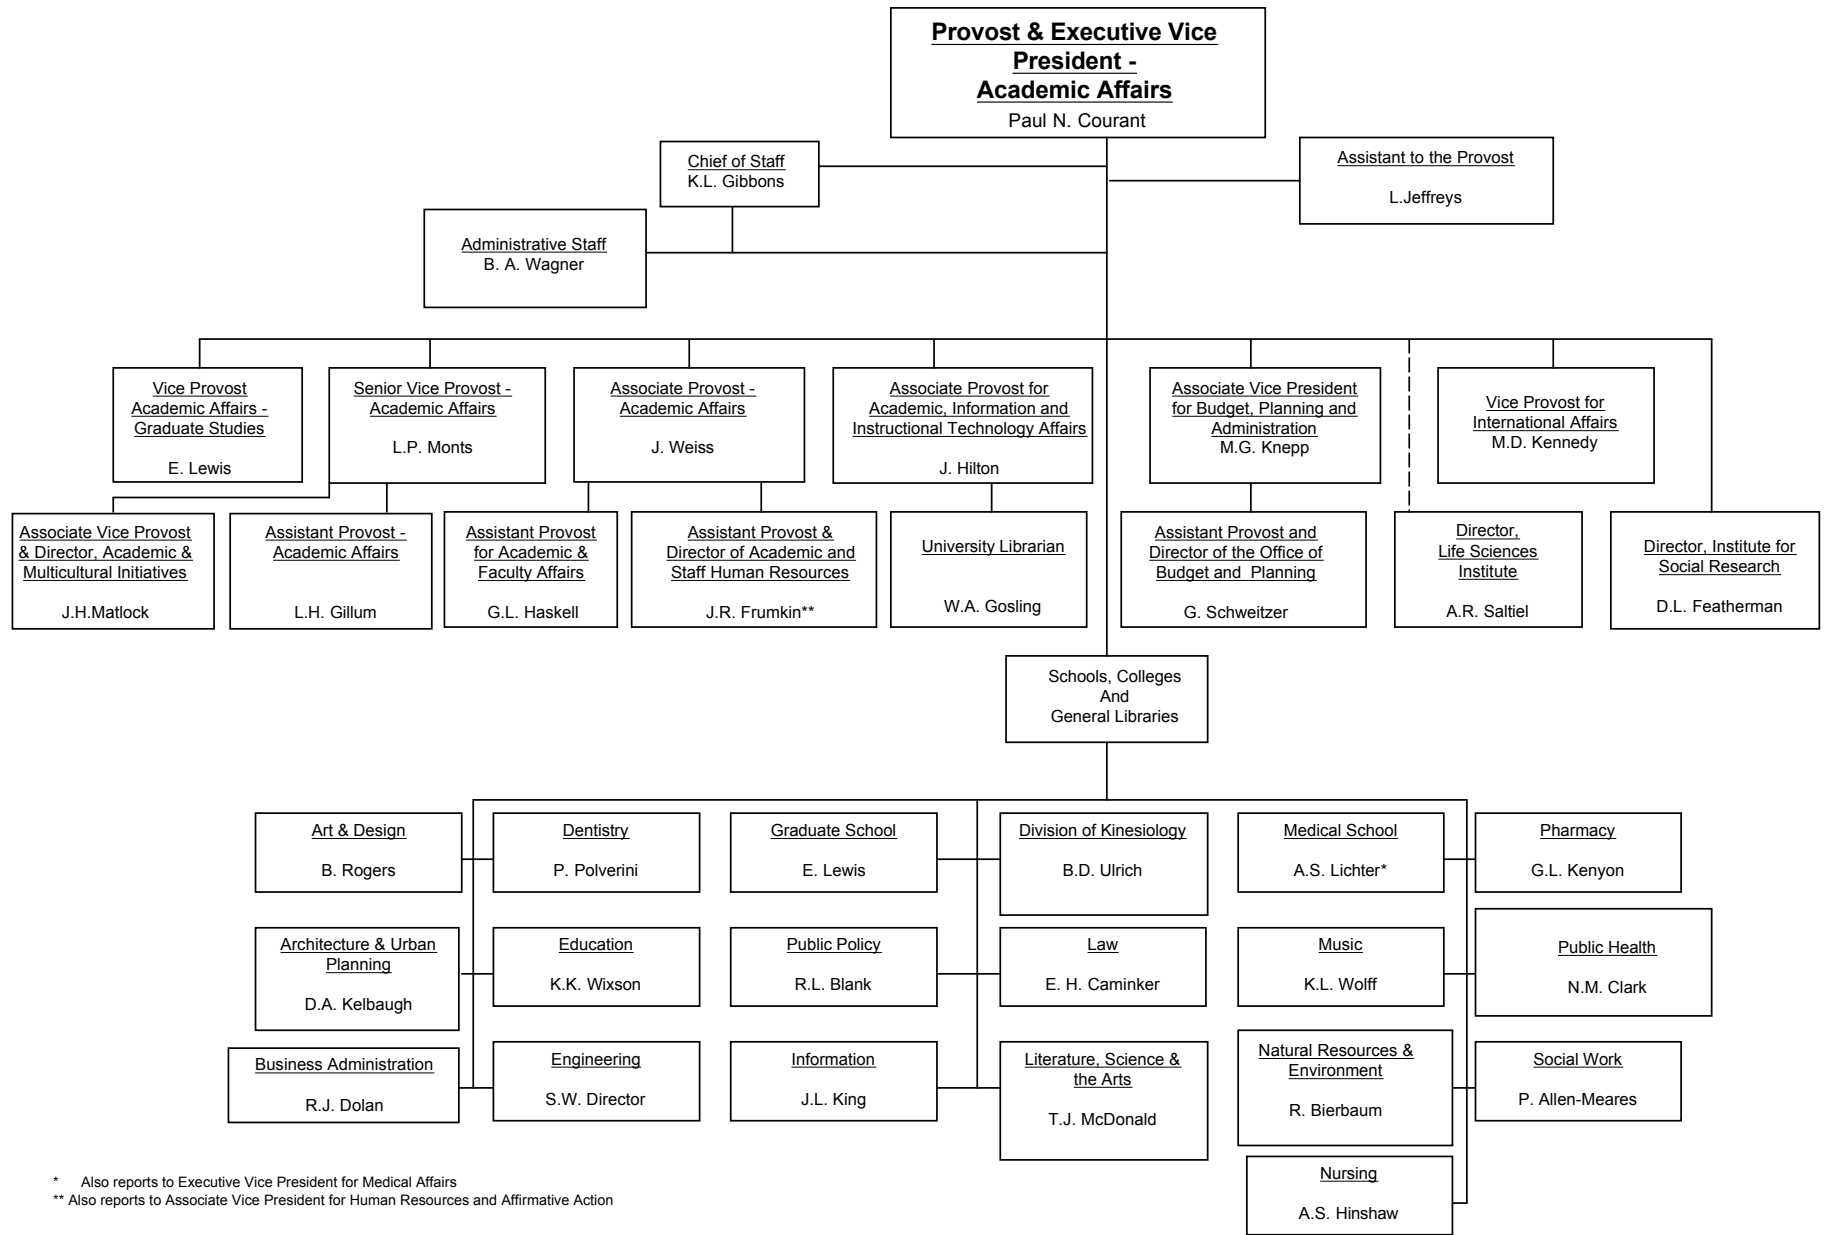 Provost & Executive Vice
President -
Academic Affairs
Paul N. Courant
Chief of Staff
K.L. Gibbons
Assistant to the Provost
L.Jeffreys
Administrative Staff
B. A. Wagner
Vice Provost
Academic Affairs -
Graduate Studies
E. Lewis
Senior Vice Provost -
Academic Affairs
L.P. Monts
Associate Provost -
Academic Affairs
J. Weiss
Associate Provost for
Academic, Information and
Instructional Technology Affairs
J. Hilton
Associate Vice President
for Budget, Planning and
Administration
M.G. Knepp
Vice Provost for
International Affairs
M.D. Kennedy
Associate Vice Provost
& Director, Academic &
Multicultural Initiatives
J.H.Matlock
Assistant Provost -
Academic Affairs
L.H. Gillum
Assistant Provost
for Academic &
Faculty Affairs
G.L. Haskell
Assistant Provost &
Director of Academic and
Staff Human Resources
J.R. Frumkin**
University Librarian
W.A. Gosling
Assistant Provost and
Director of the Office of
Budget and Planning
G. Schweitzer
Director,
Life Sciences
Institute
A.R. Saltiel
Director, Institute for
Social Research
D.L. Featherman
Schools, Colleges
And
General Libraries
Art & Design
B. Rogers
Dentistry
P. Polverini
Graduate School
E. Lewis
Division of Kinesiology
B.D. Ulrich
Medical School
A.S. Lichter*
Pharmacy
G.L. Kenyon
Architecture & Urban
Planning
D.A. Kelbaugh
Education
K.K. Wixson
Public Policy
R.L. Blank
Law
E. H. Caminker
Music
K.L. Wolff
Public Health
N.M. Clark
Business Administration
R.J. Dolan
Engineering
S.W. Director
Information
J.L. King
Literature, Science &
the Arts
T.J. McDonald
Natural Resources &
Environment
R. Bierbaum
Social Work
P. Allen-Meares
Nursing
A.S. Hinshaw
* Also reports to Executive Vice President for Medical Affairs
** Also reports to Associate Vice President for Human Resources and Affirmative Action